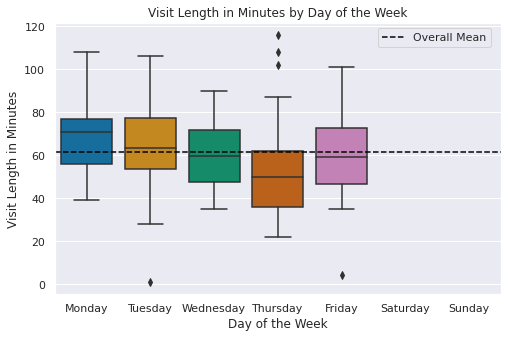 Visit Length in Minutes by Day of the Week
Overall Mean
Visit Length in Minutes
120
100
80
60
40
20
0
Monday Tuesday Wednesday Thursday Friday Saturday Sunday
Day of the Week